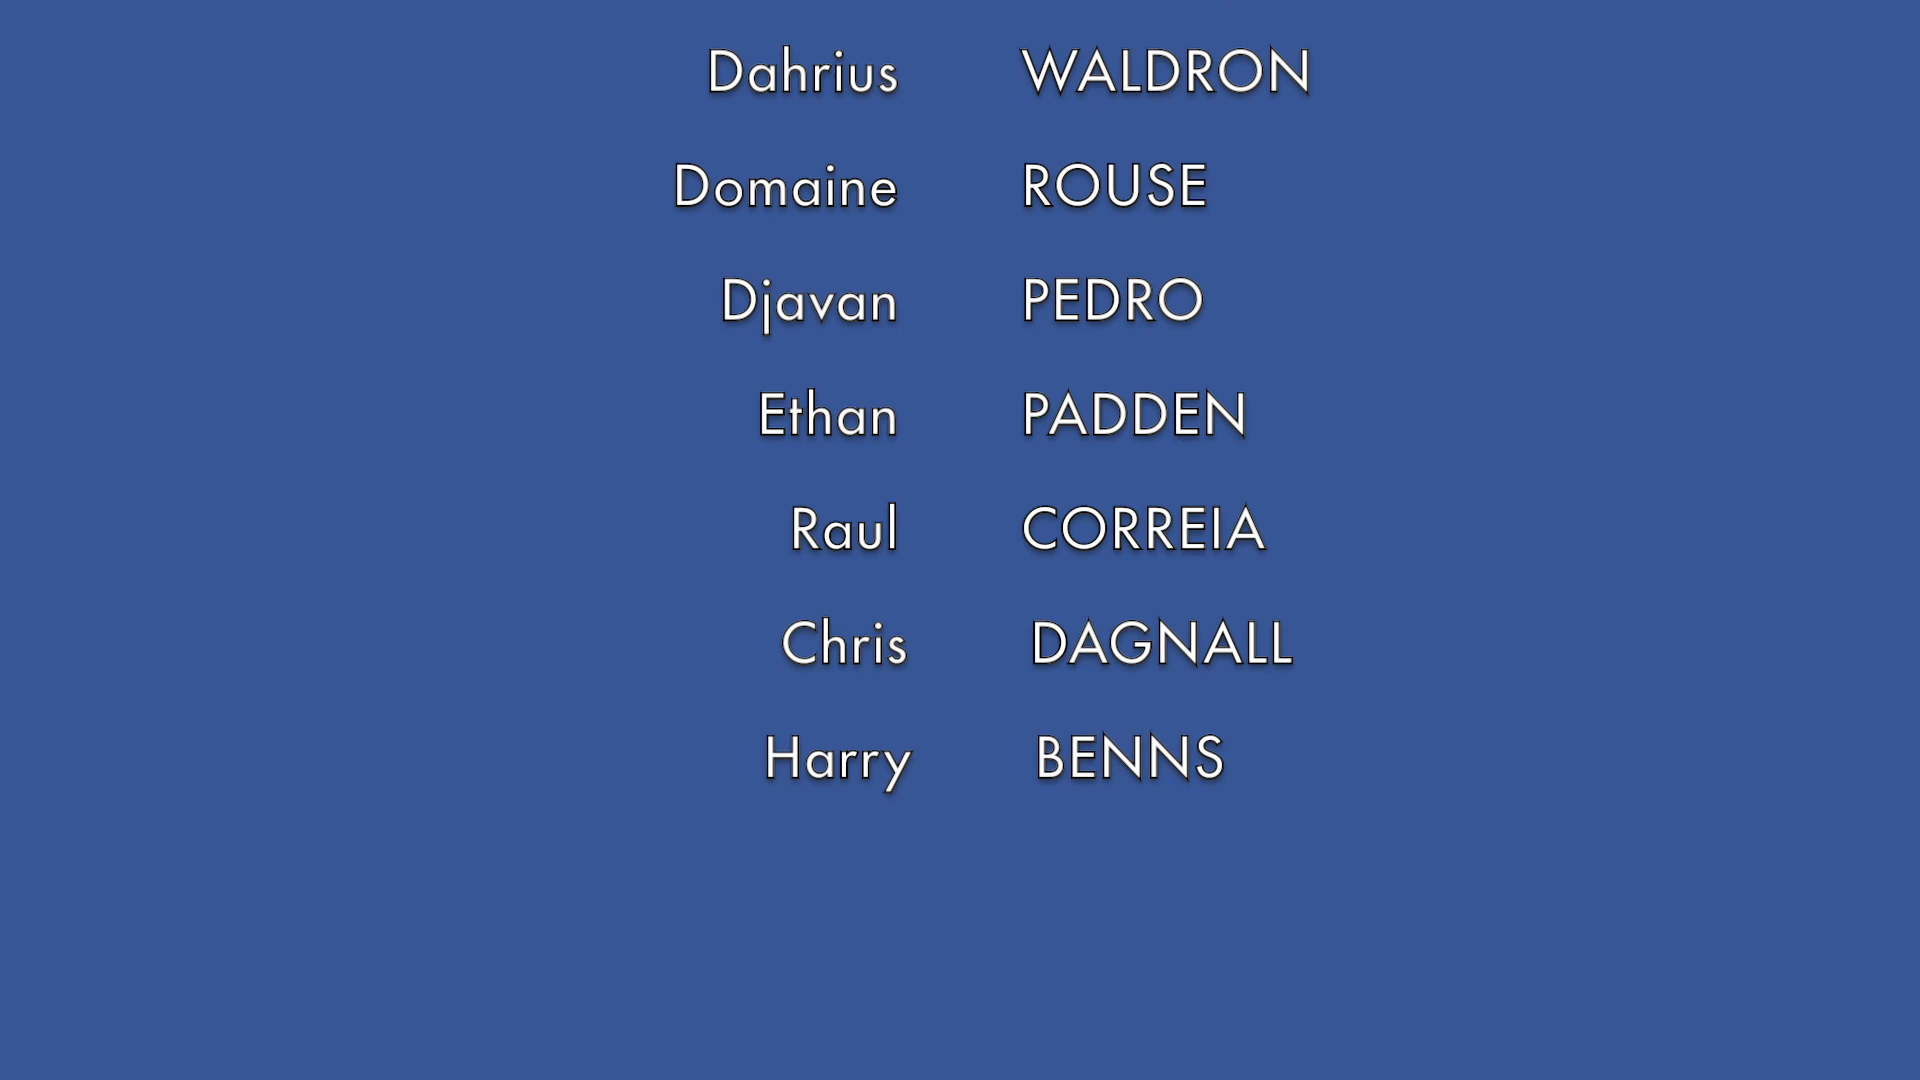 Dahrius WALDRON
Domaine ROUSE
Djavan PEDRO
Ethan PADDEN
Raul CORREIA
Chris DAGNALL
Harry BENNS